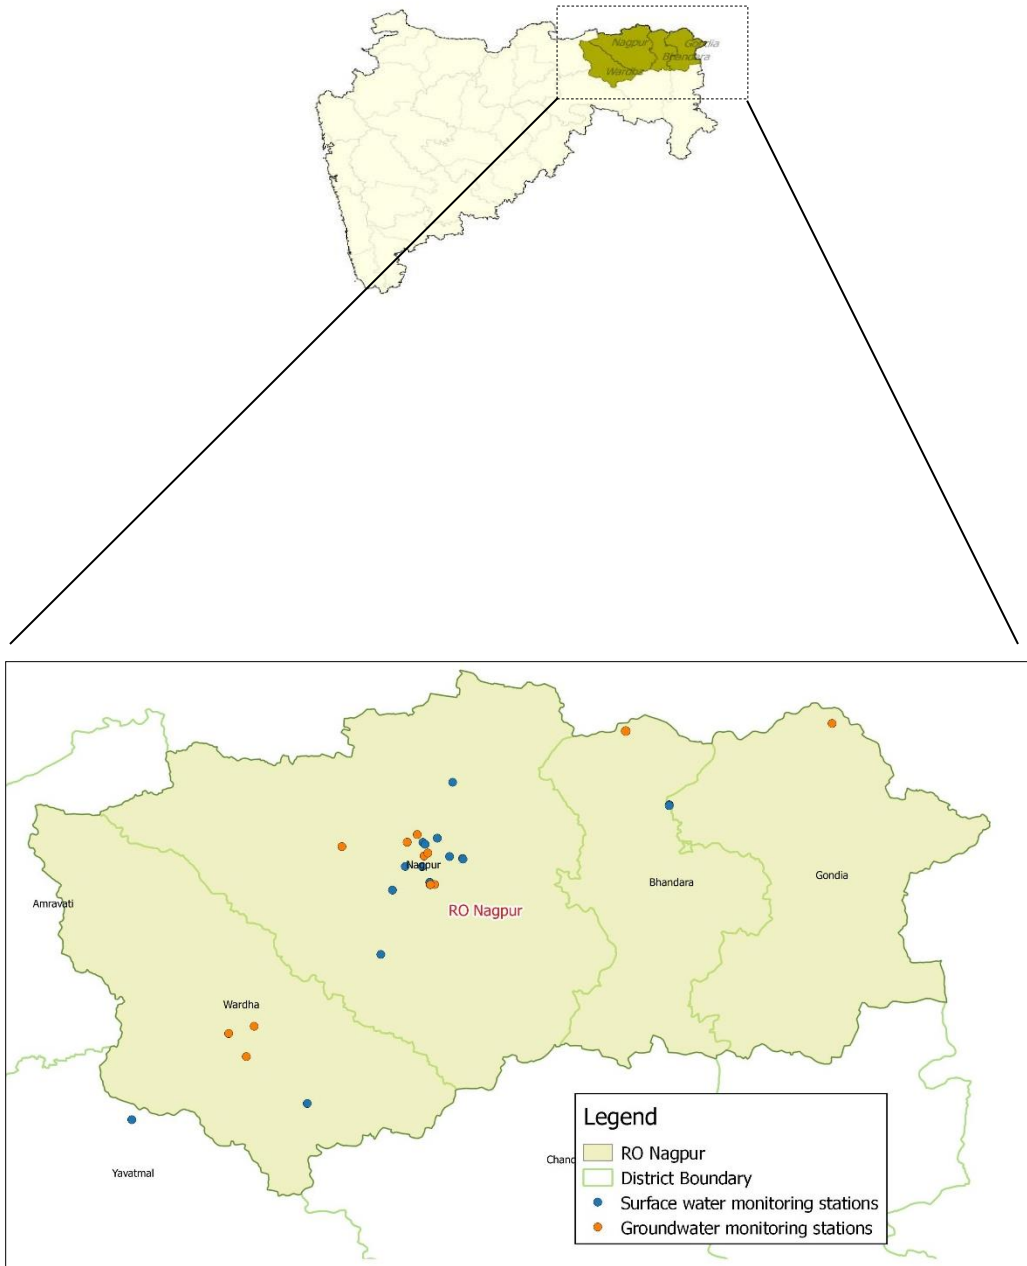 Nagpur
Gondia
Bhandara
Wardha
Amravati
Nagpur
RO Nagpur
Bhandara
Gondia
Wardha
Yavatmal
Chand
Legend
RO Nagpur
District Boundary
Surface water monitoring stations
Groundwater monitoring stations